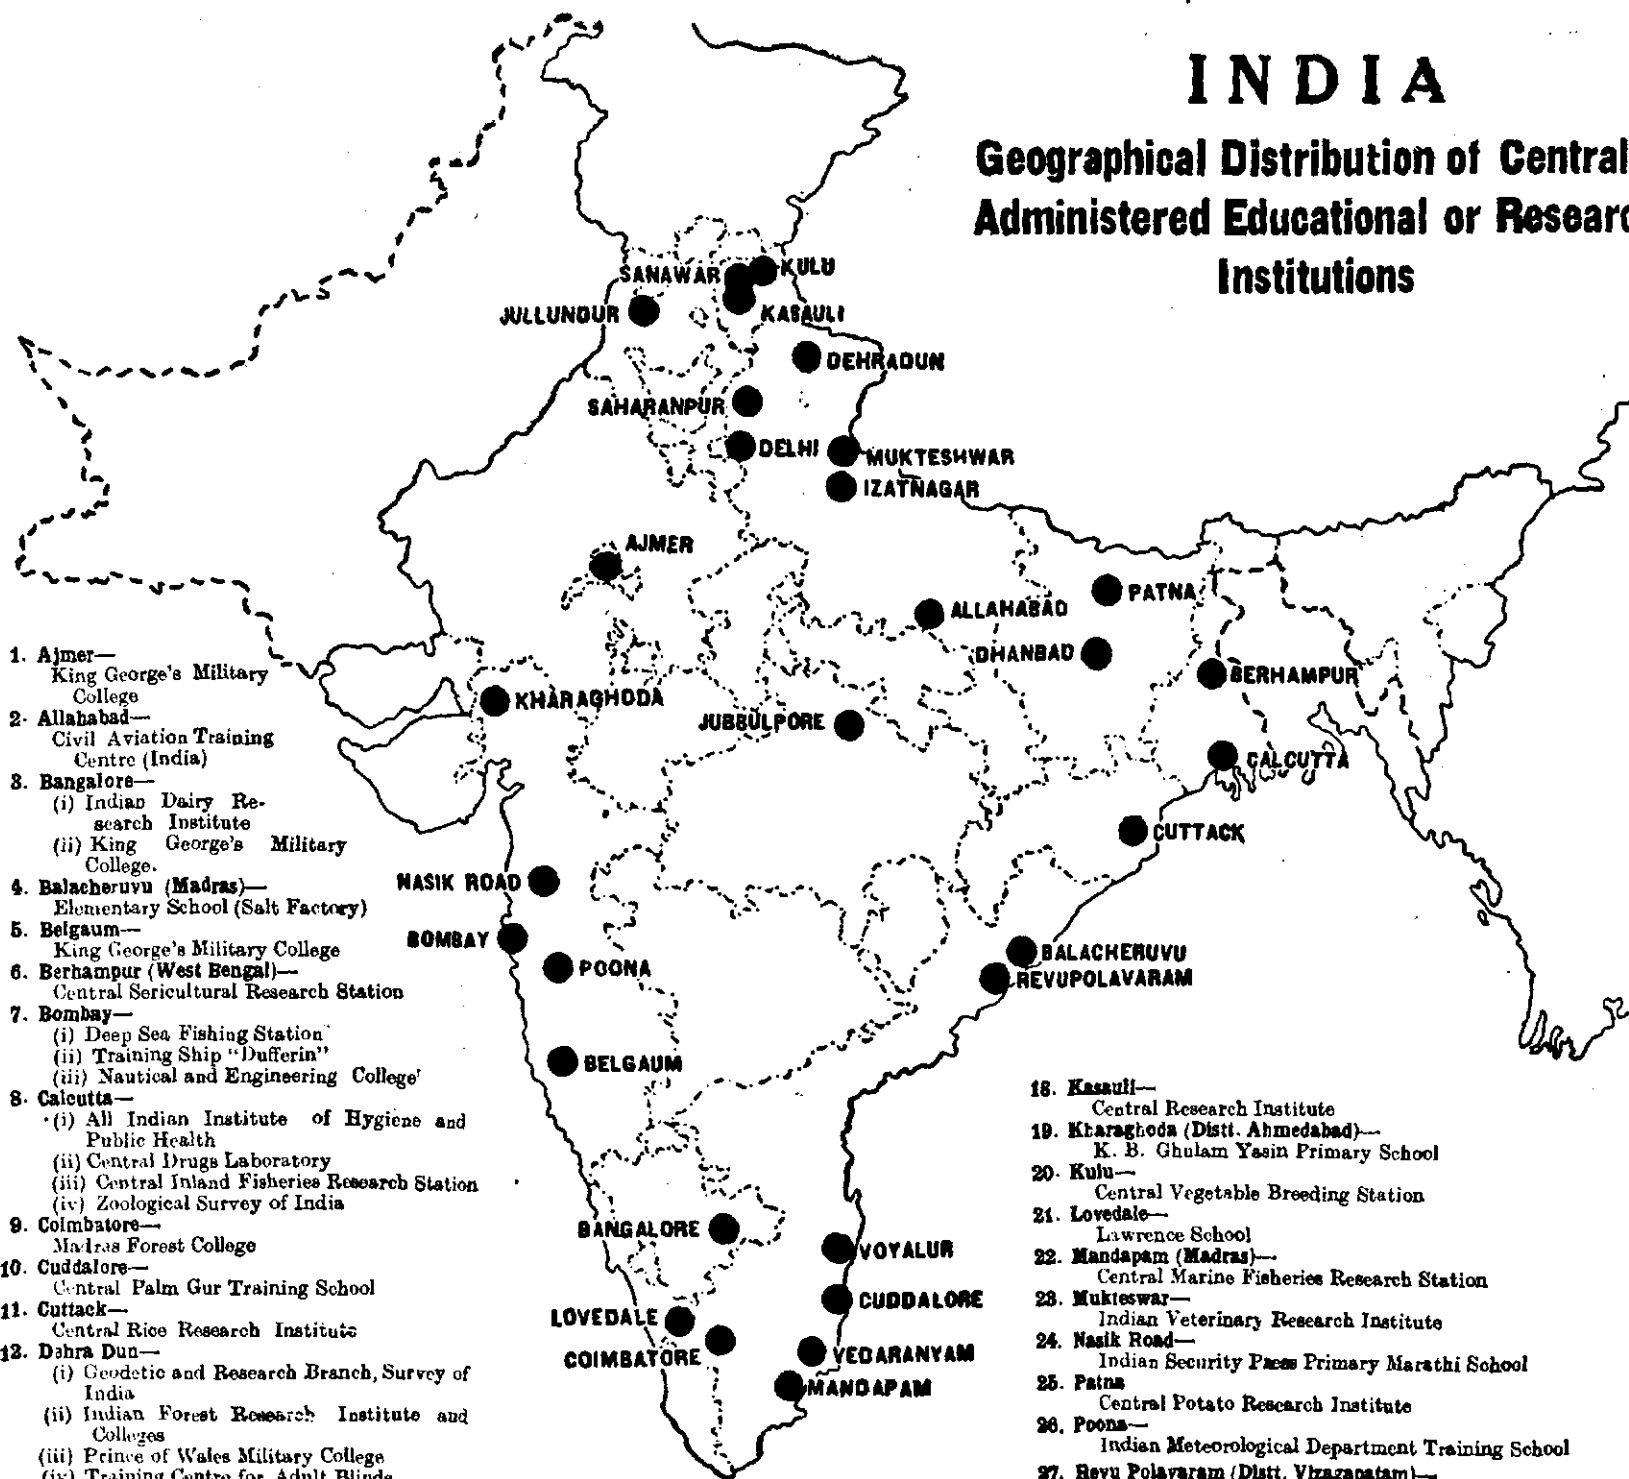 INDIA
Geographical Distribution of Central
Administered Educational or Researc
Institutions
SANAWAR
KULU
JULLUNDUR
KASAULI
DEHRADUN
SAHARANPUR
DELHI
MUKTESHWAR
IZATNAGAR
AJMER
ALLAHABAD
PATNA
DHANBAD
BERHAMPUR
KHARAGHODA
JUBBULPORE
CALCUTTA
CUTTACK
NASIK ROAD
BOMBAY
POONA
BALACHERUVU
REVUPOLAVARAM
BELGAUM
BANGALORE
VOYALUR
CUDDALORE
LOVEDALE
COIMBATORE
VEDARANYAM
MANDAPAM
1. Ajmer—
King George's Military
College
2. Allahabad—
Civil Aviation Training
Centre (India)
3. Bangalore—
(i) Indian Dairy Re-
search Institute
(ii) King George's Military
College.
4. Balacheruvu (Madras)—
Elementary School (Salt Factory)
5. Belgaum—
King George's Military College
6. Berhampur (West Bengal)—
Central Sericultural Research Station
7. Bombay—
(i) Deep Sea Fishing Station
(ii) Training Ship "Dufferin"
(iii) Nautical and Engineering College
8. Calcutta—
(i) All Indian Institute of Hygiene and
Public Health
(ii) Central Drugs Laboratory
(iii) Central Inland Fisheries Research Station
(iv) Zoological Survey of India
9. Coimbatore—
Madras Forest College
10. Cuddalore—
Central Palm Gur Training School
11. Cuttack—
Central Rice Research Institute
12. Dehra Dun—
(i) Geodetic and Research Branch, Survey of
India
(ii) Indian Forest Research Institute and
Colleges
(iii) Prince of Wales Military College
(iv) Training Centre for Adult Blinds
18. Kasauli—
Central Research Institute
19. Kharaghoda (Distt. Ahmedabad)—
K. B. Ghulam Yasin Primary School
20. Kulu—
Central Vegetable Breeding Station
21. Lovedale—
Lawrence School
22. Mandapam (Madras)—
Central Marine Fisheries Research Station
23. Mukteswar—
Indian Veterinary Research Institute
24. Nasik Road—
Indian Security Press Primary Marathi School
25. Patna
Central Potato Research Institute
26. Poona—
Indian Meteorological Department Training School
27. Revu Polavaram (Distt. Vizagapatam)—